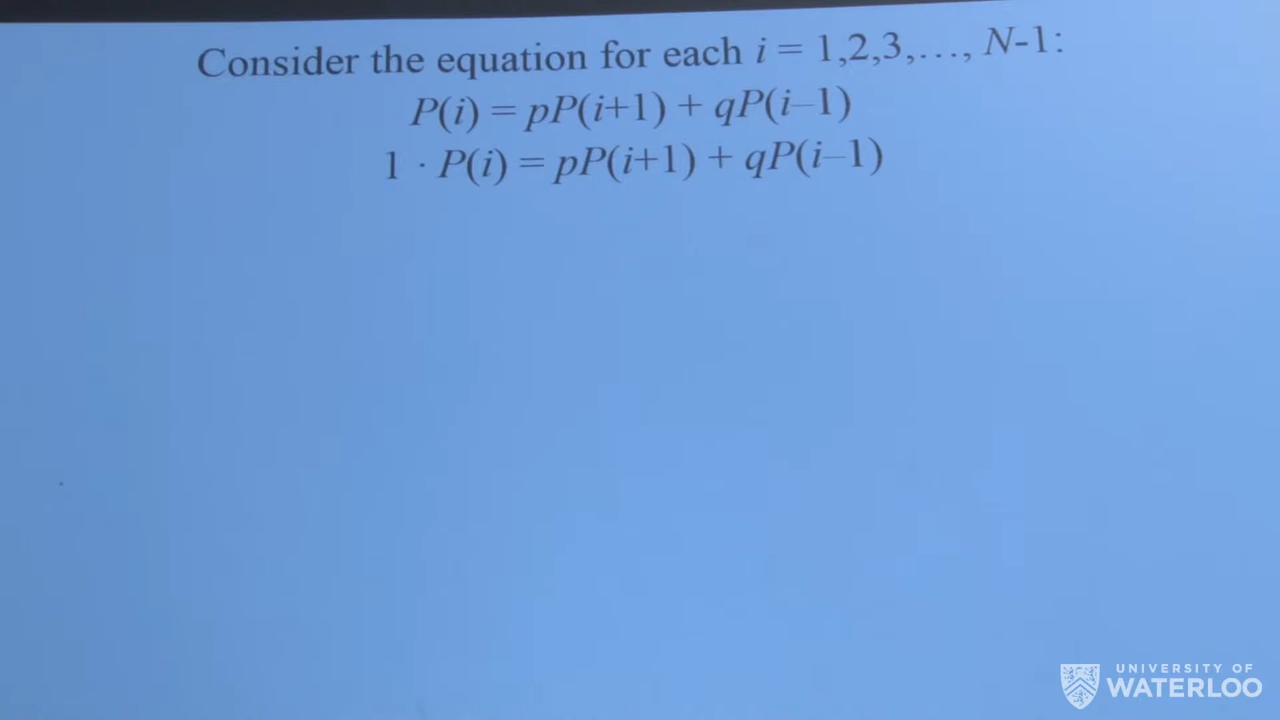 Consider the equation for each i = 1,2,3,…, N-1:
P(i) = pP(i+1) + qP(i–1)
1 · P(i) = pP(i+1) + qP(i–1)
UNIVERSITY OF
WATERLOO